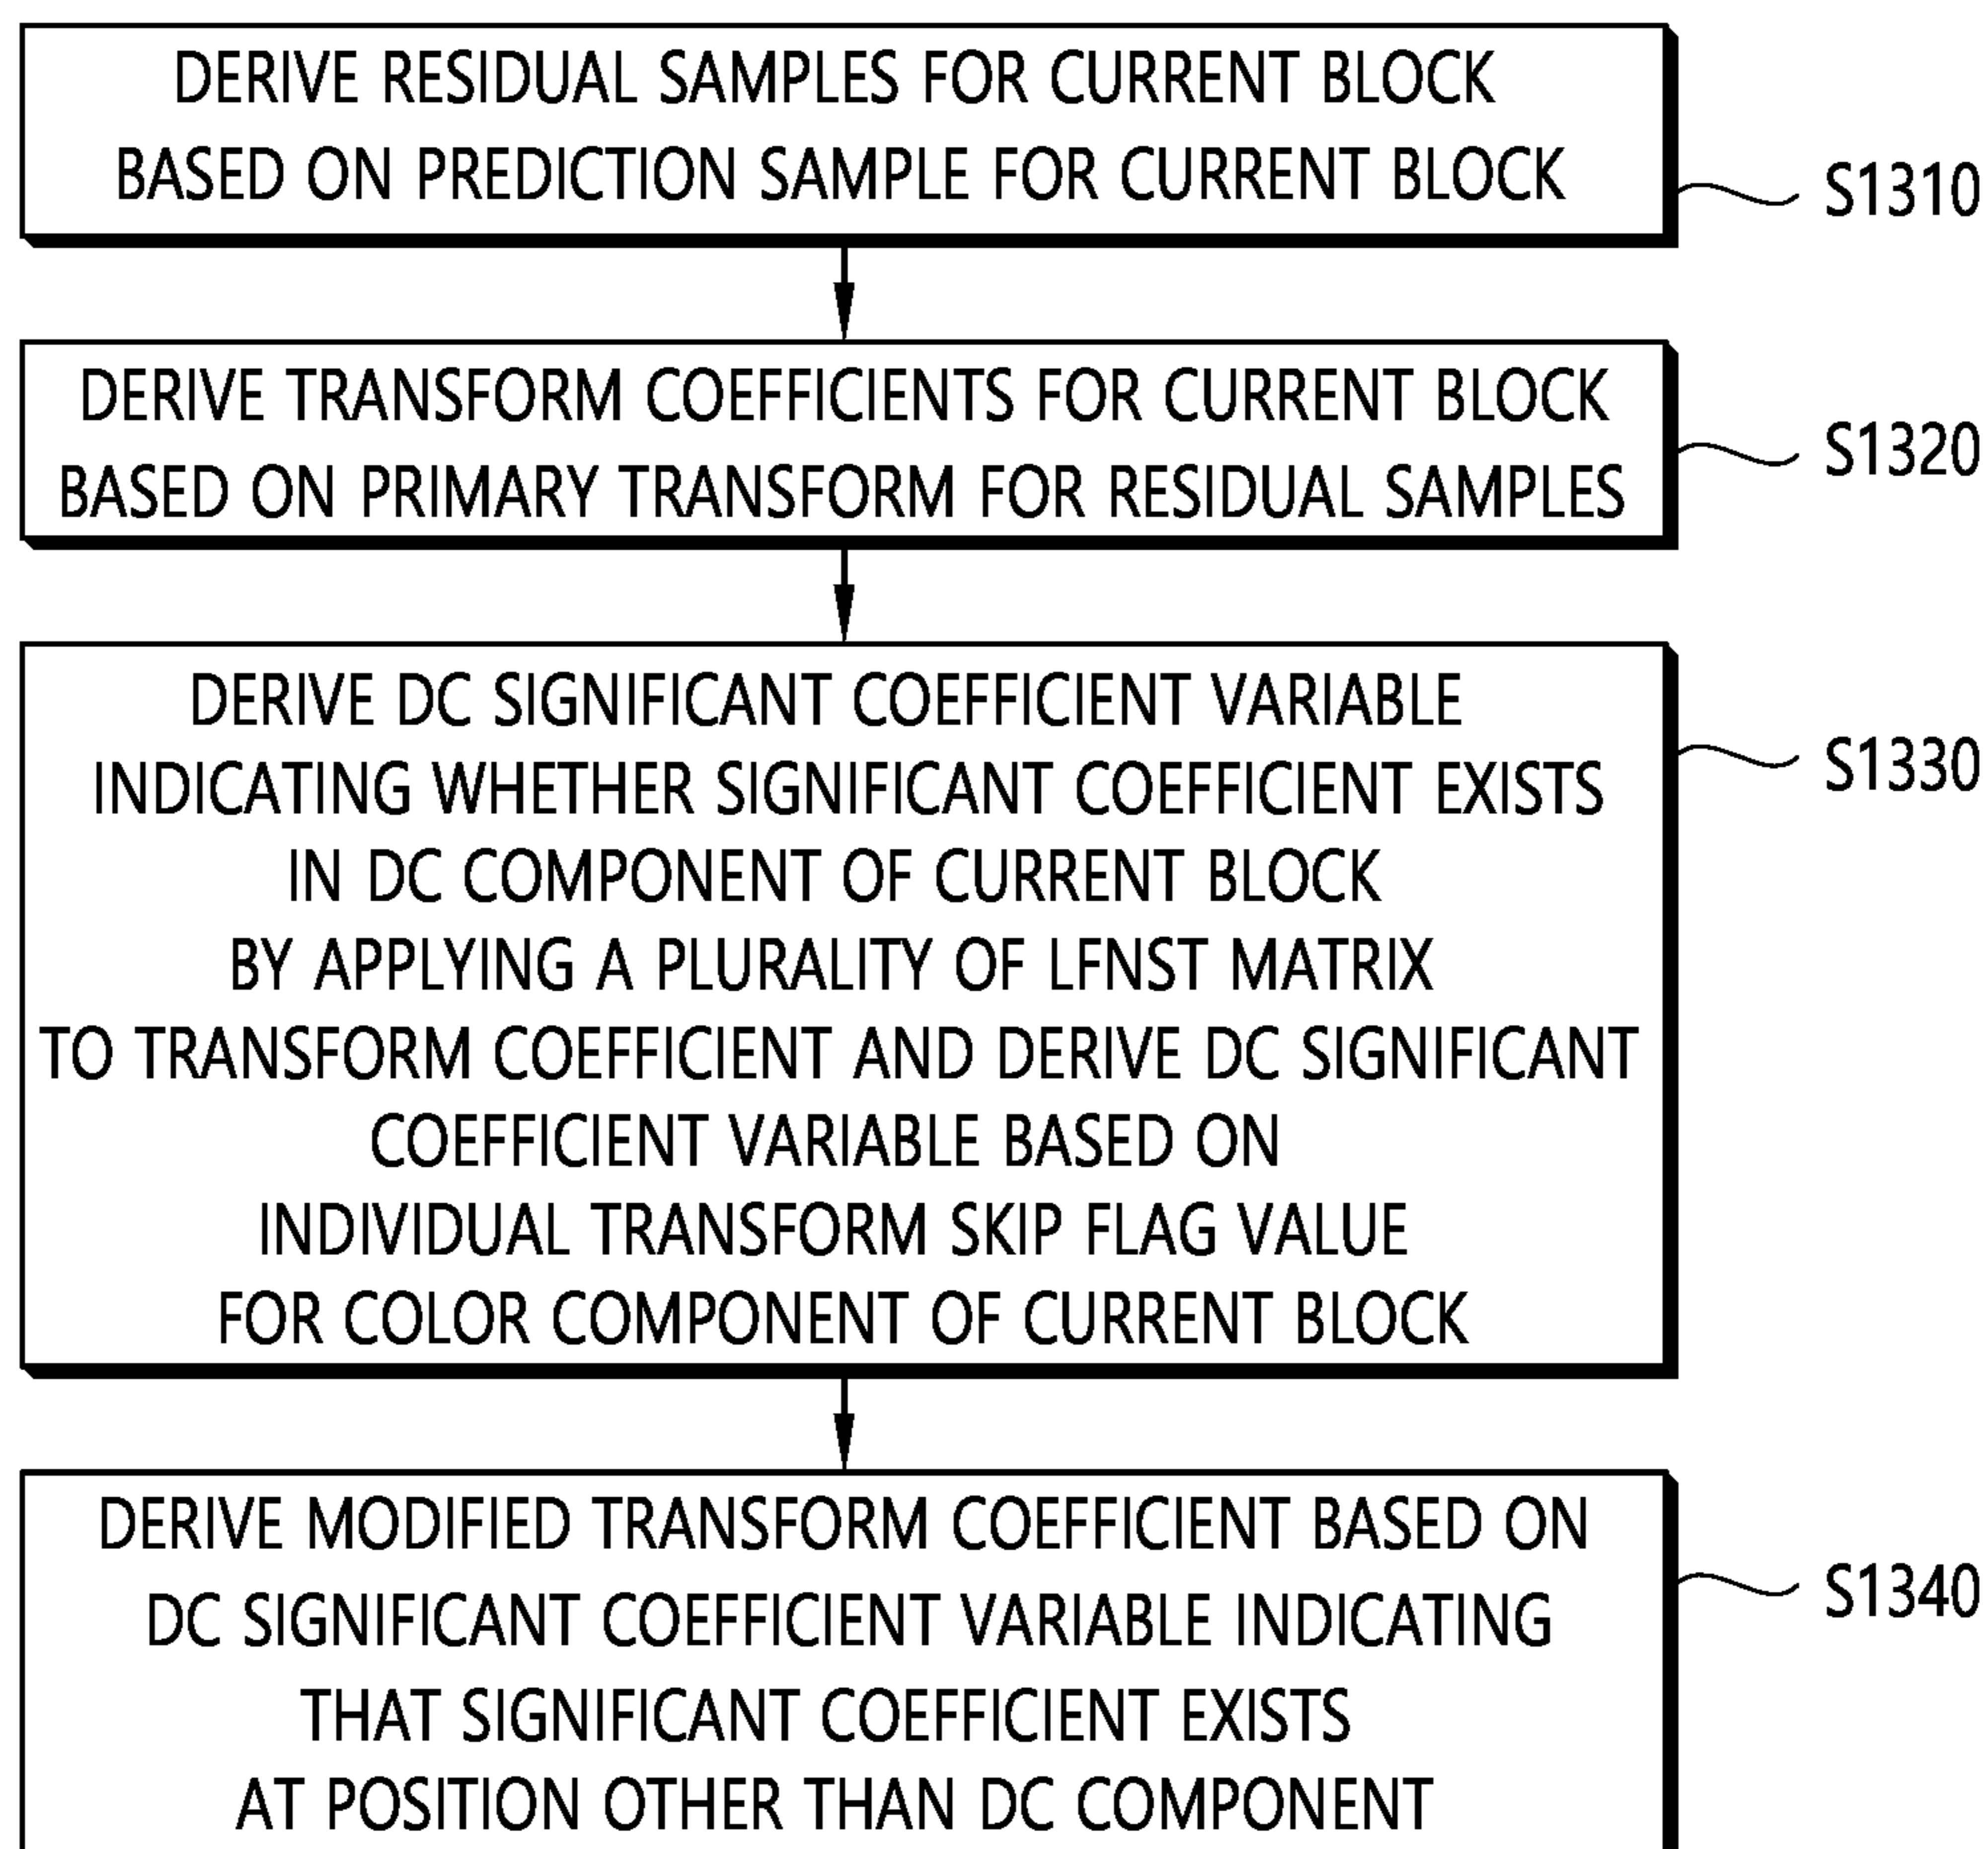 DERIVE RESIDUAL SAMPLES FOR CURRENT BLOCK
BASED ON PREDICTION SAMPLE FOR CURRENT BLOCK
S1310
DERIVE TRANSFORM COEFFICIENTS FOR CURRENT BLOCK
BASED ON PRIMARY TRANSFORM FOR RESIDUAL SAMPLES
S1320
DERIVE DC SIGNIFICANT COEFFICIENT VARIABLE
INDICATING WHETHER SIGNIFICANT COEFFICIENT EXISTS
IN DC COMPONENT OF CURRENT BLOCK
BY APPLYING A PLURALITY OF LFNST MATRIX
TO TRANSFORM COEFFICIENT AND DERIVE DC SIGNIFICANT
COEFFICIENT VARIABLE BASED ON
INDIVIDUAL TRANSFORM SKIP FLAG VALUE
FOR COLOR COMPONENT OF CURRENT BLOCK
S1330
DERIVE MODIFIED TRANSFORM COEFFICIENT BASED ON
DC SIGNIFICANT COEFFICIENT VARIABLE INDICATING
THAT SIGNIFICANT COEFFICIENT EXISTS
AT POSITION OTHER THAN DC COMPONENT
S1340